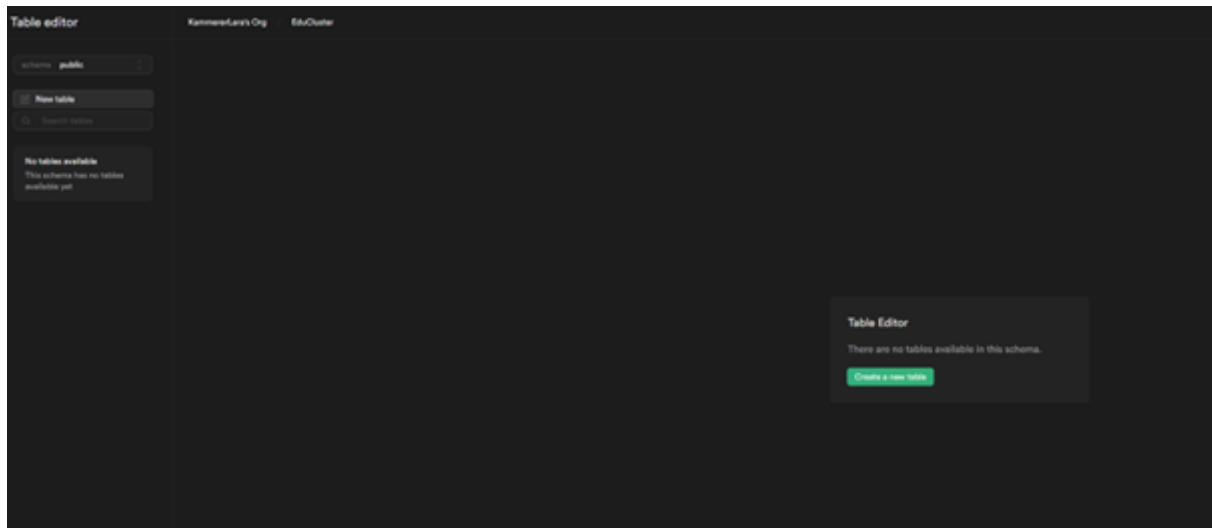 Table editor
KammererLara's Org
EduCluster
schema public
New table
Search tables
No tables available
This schema has no tables
available yet
Table Editor
There are no tables available in this schema.
Create a new table